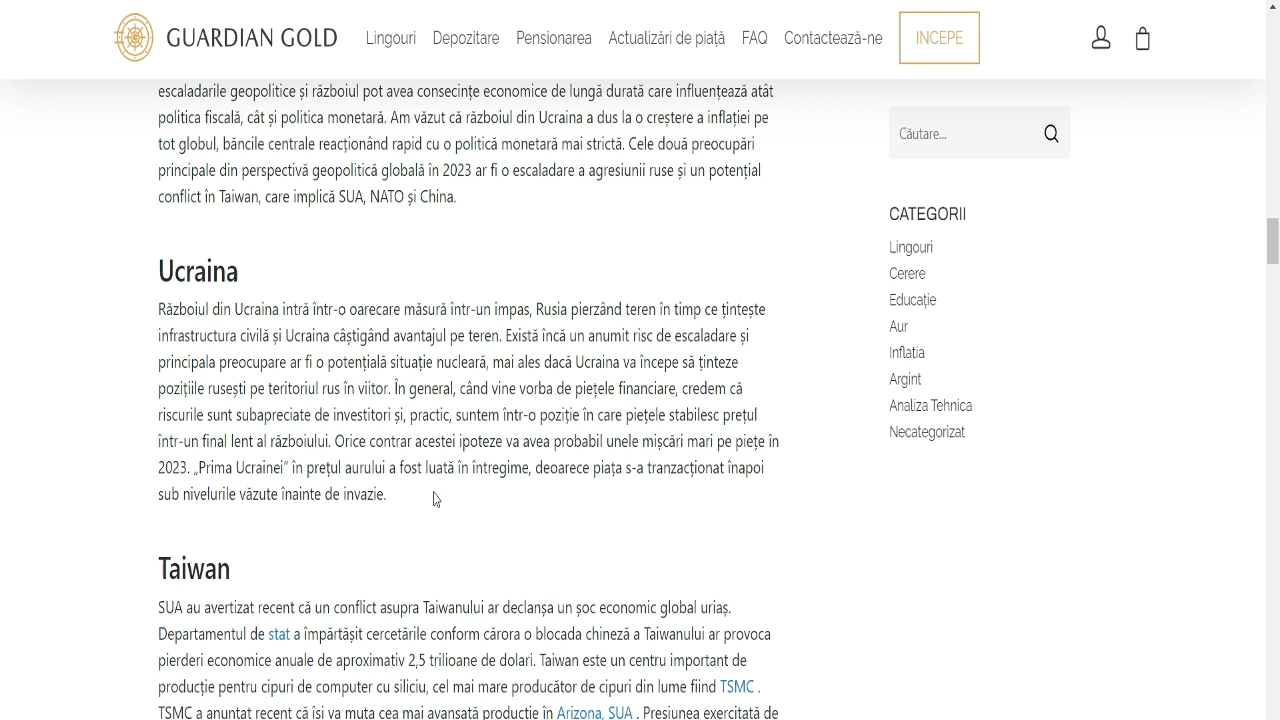 GUARDIAN GOLD
Lingouri Depozitare Pensionarea Actualizări de piață FAQ Contactează-ne INCEPE
escaladările geopolitice și războiul pot avea consecințe economice de lungă durată care influențează atât
politica fiscală, cât și politica monetară. Am văzut că războiul din Ucraina a dus la o creștere a inflației pe
tot globul, băncile centrale reacționând rapid cu o politică monetară mai strictă. Cele două preocupări
principale din perspectivă geopolitică globală în 2023 ar fi o escaladare a agresiunii ruse și un potențial
conflict în Taiwan, care implică SUA, NATO și China.
Ucraina
Războiul din Ucraina intră într-o oarecare măsură într-un impas, Rusia pierzând teren în timp ce țintește
infrastructura civilă și Ucraina câștigând avantajul pe teren. Există încă un anumit risc de escaladare și
principala preocupare ar fi o potențială situație nucleară, mai ales dacă Ucraina va începe să ținteze
pozițiile rusești pe teritoriul rus în viitor. În general, când vine vorba de piețele financiare, credem că
riscurile sunt subapreciate de investitori și, practic, suntem într-o poziție în care piețele stabilesc prețul
într-un final lent al războiului. Orice contrar acestei ipoteze va avea probabil unele mișcări mari pe piețe în
2023. „Prima Ucrainei” în prețul aurului a fost luată în întregime, deoarece piața s-a tranzacționat înapoi
sub nivelurile văzute înainte de invazie.
Taiwan
SUA au avertizat recent că un conflict asupra Taiwanului ar declanșa un șoc economic global uriaș.
Departamentul de stat a împărtășit cercetările conform cărora o blocada chineză a Taiwanului ar provoca
pierderi economice anuale de aproximativ 2,5 trilioane de dolari. Taiwan este un centru important de
producție pentru cipuri de computer cu siliciu, cel mai mare producător de cipuri din lume fiind TSMC .
TSMC a anunțat recent că își va muta cea mai avansată producție în Arizona, SUA . Presiunea exercitată de
Căutare...
CATEGORII
Lingouri
Cerere
Educație
Aur
Inflatia
Argint
Analiza Tehnica
Necategorizat